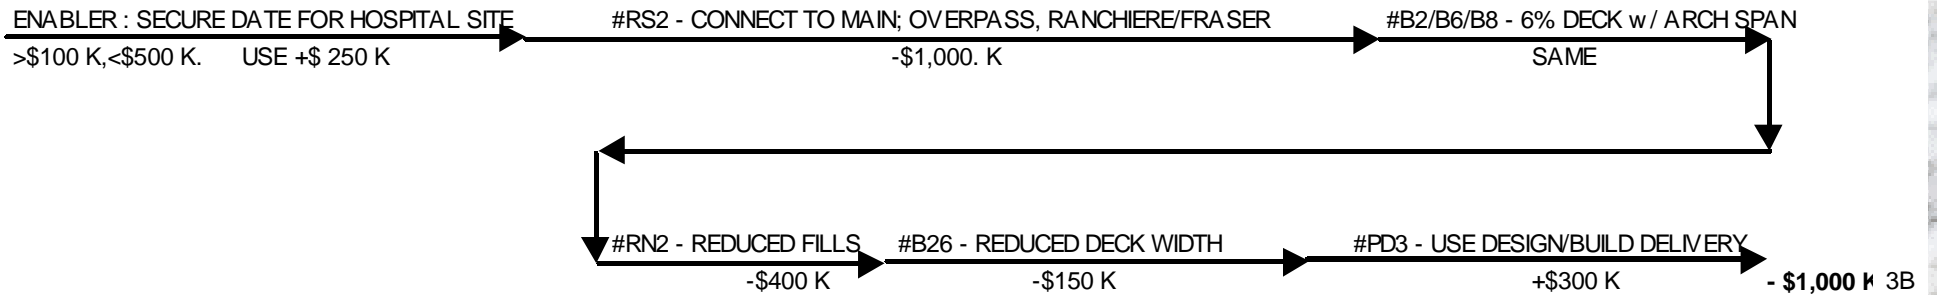 ENABLER : SECURE DATE FOR HOSPITAL SITE
#RS2 - CONNECT TO MAIN; OVERPASS, RANCHIERE/FRASER
#B2/B6/B8 - 6% DECK w/ ARCH SPAN
>$100 K,<$500 K. USE +$ 250 K
-$1,000. K
SAME
#RN2 - REDUCED FILLS
#B26 - REDUCED DECK WIDTH
#PD3 - USE DESIGN/BUILD DELIVERY
-$400 K
-$150 K
+$300 K
- $1,000 K 3B